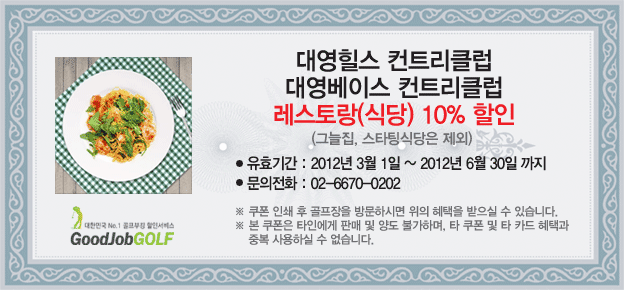 대영힐스 컨트리클럽
대영베이스 컨트리클럽
레스토랑(식당) 10% 할인
(그늘집, 스타팅식당은 제외)
● 유효기간 : 2012년 3월 1일 ~ 2012년 6월 30일 까지
● 문의전화 : 02-6670-0202
※ 쿠폰 인쇄 후 골프장을 방문하시면 위의 혜택을 받으실 수 있습니다.
※ 본 쿠폰은 타인에게 판매 및 양도 불가하며, 타 쿠폰 및 타 카드 혜택과
중복 사용하실 수 없습니다.
대한민국 No.1 골프부킹 할인서비스
GoodJobGOLF